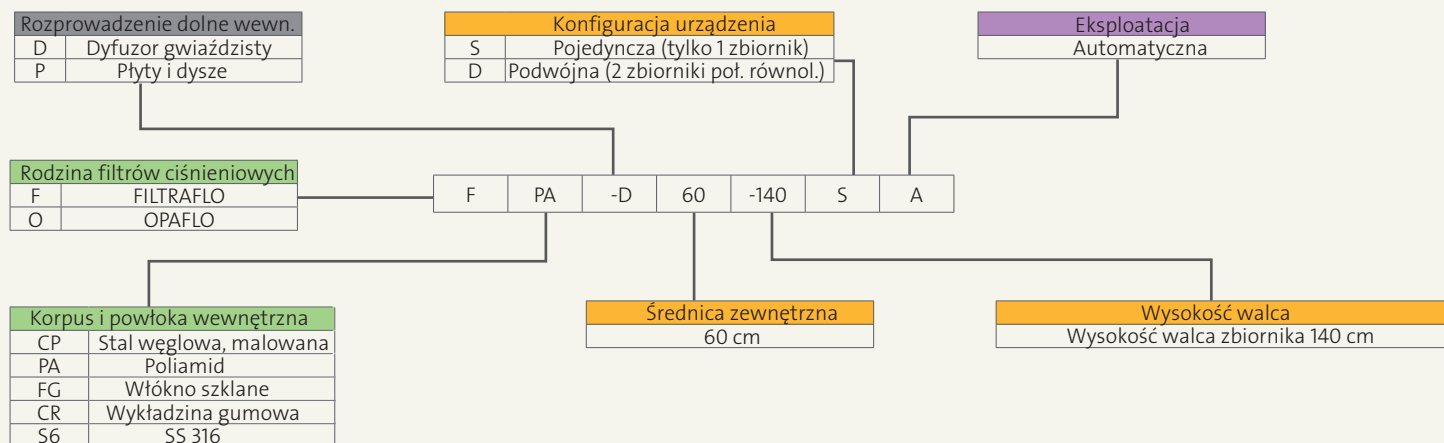 Rozprowadzenie dolne wewn.
D Dyfuzor gwiaździsty
P Płyty i dysze
Konfiguracja urządzenia
S Pojedyncza (tylko 1 zbiornik)
D Podwójna (2 zbiorniki poł. równol.)
Eksploatacja
Automatyczna
Rodzina filtrów ciśnieniowych
F FILTRAFLO
O OPAFLO
F PA -D 60 -140 S A
Korpus i powłoka wewnętrzna
CP Stal węglowa, malowana
PA Poliamid
FG Włókno szklane
CR Wykładzina gumowa
S6 SS 316
Średnica zewnętrzna
60 cm
Wysokość walca
Wysokość walca zbiornika 140 cm